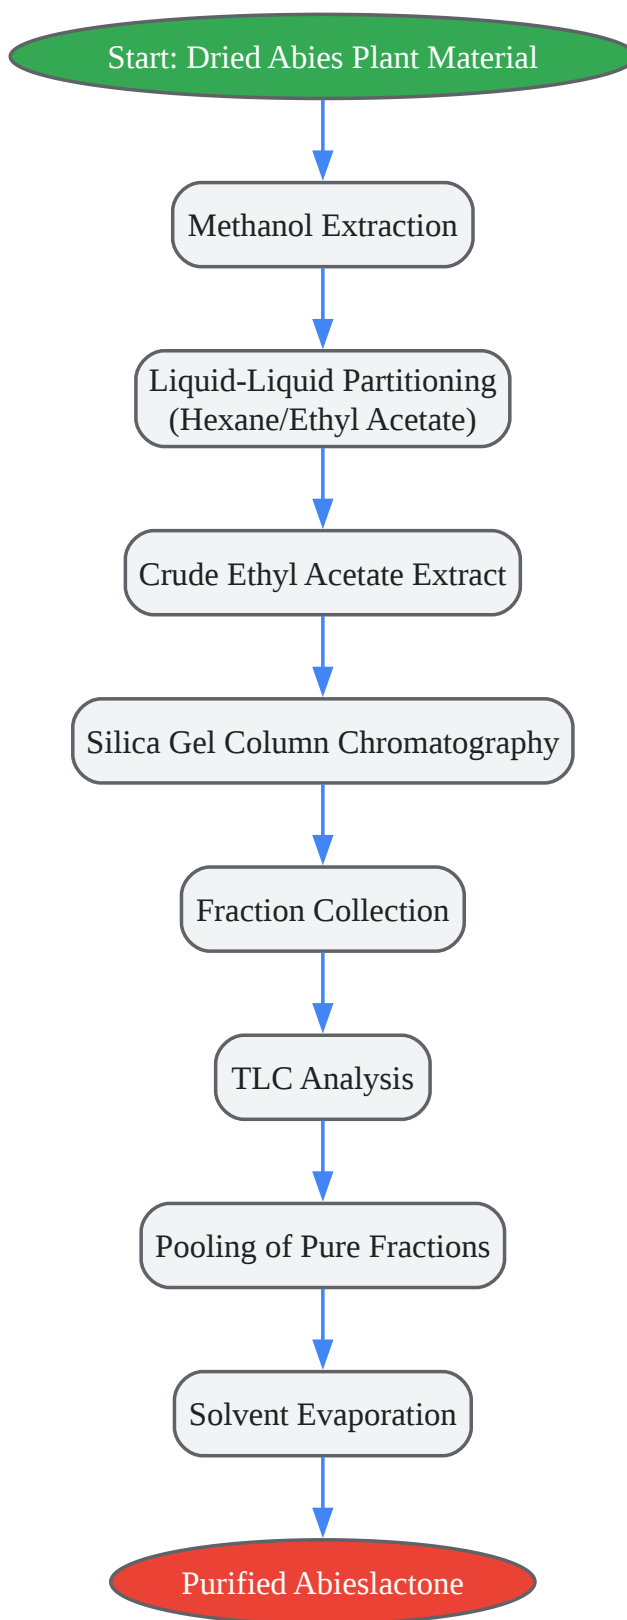 Start: Dried Abies Plant Material
Methanol Extraction
Liquid-Liquid Partitioning
(Hexane/Ethyl Acetate)
Crude Ethyl Acetate Extract
Silica Gel Column Chromatography
Fraction Collection
TLC Analysis
Pooling of Pure Fractions
Solvent Evaporation
Purified Abieslactone